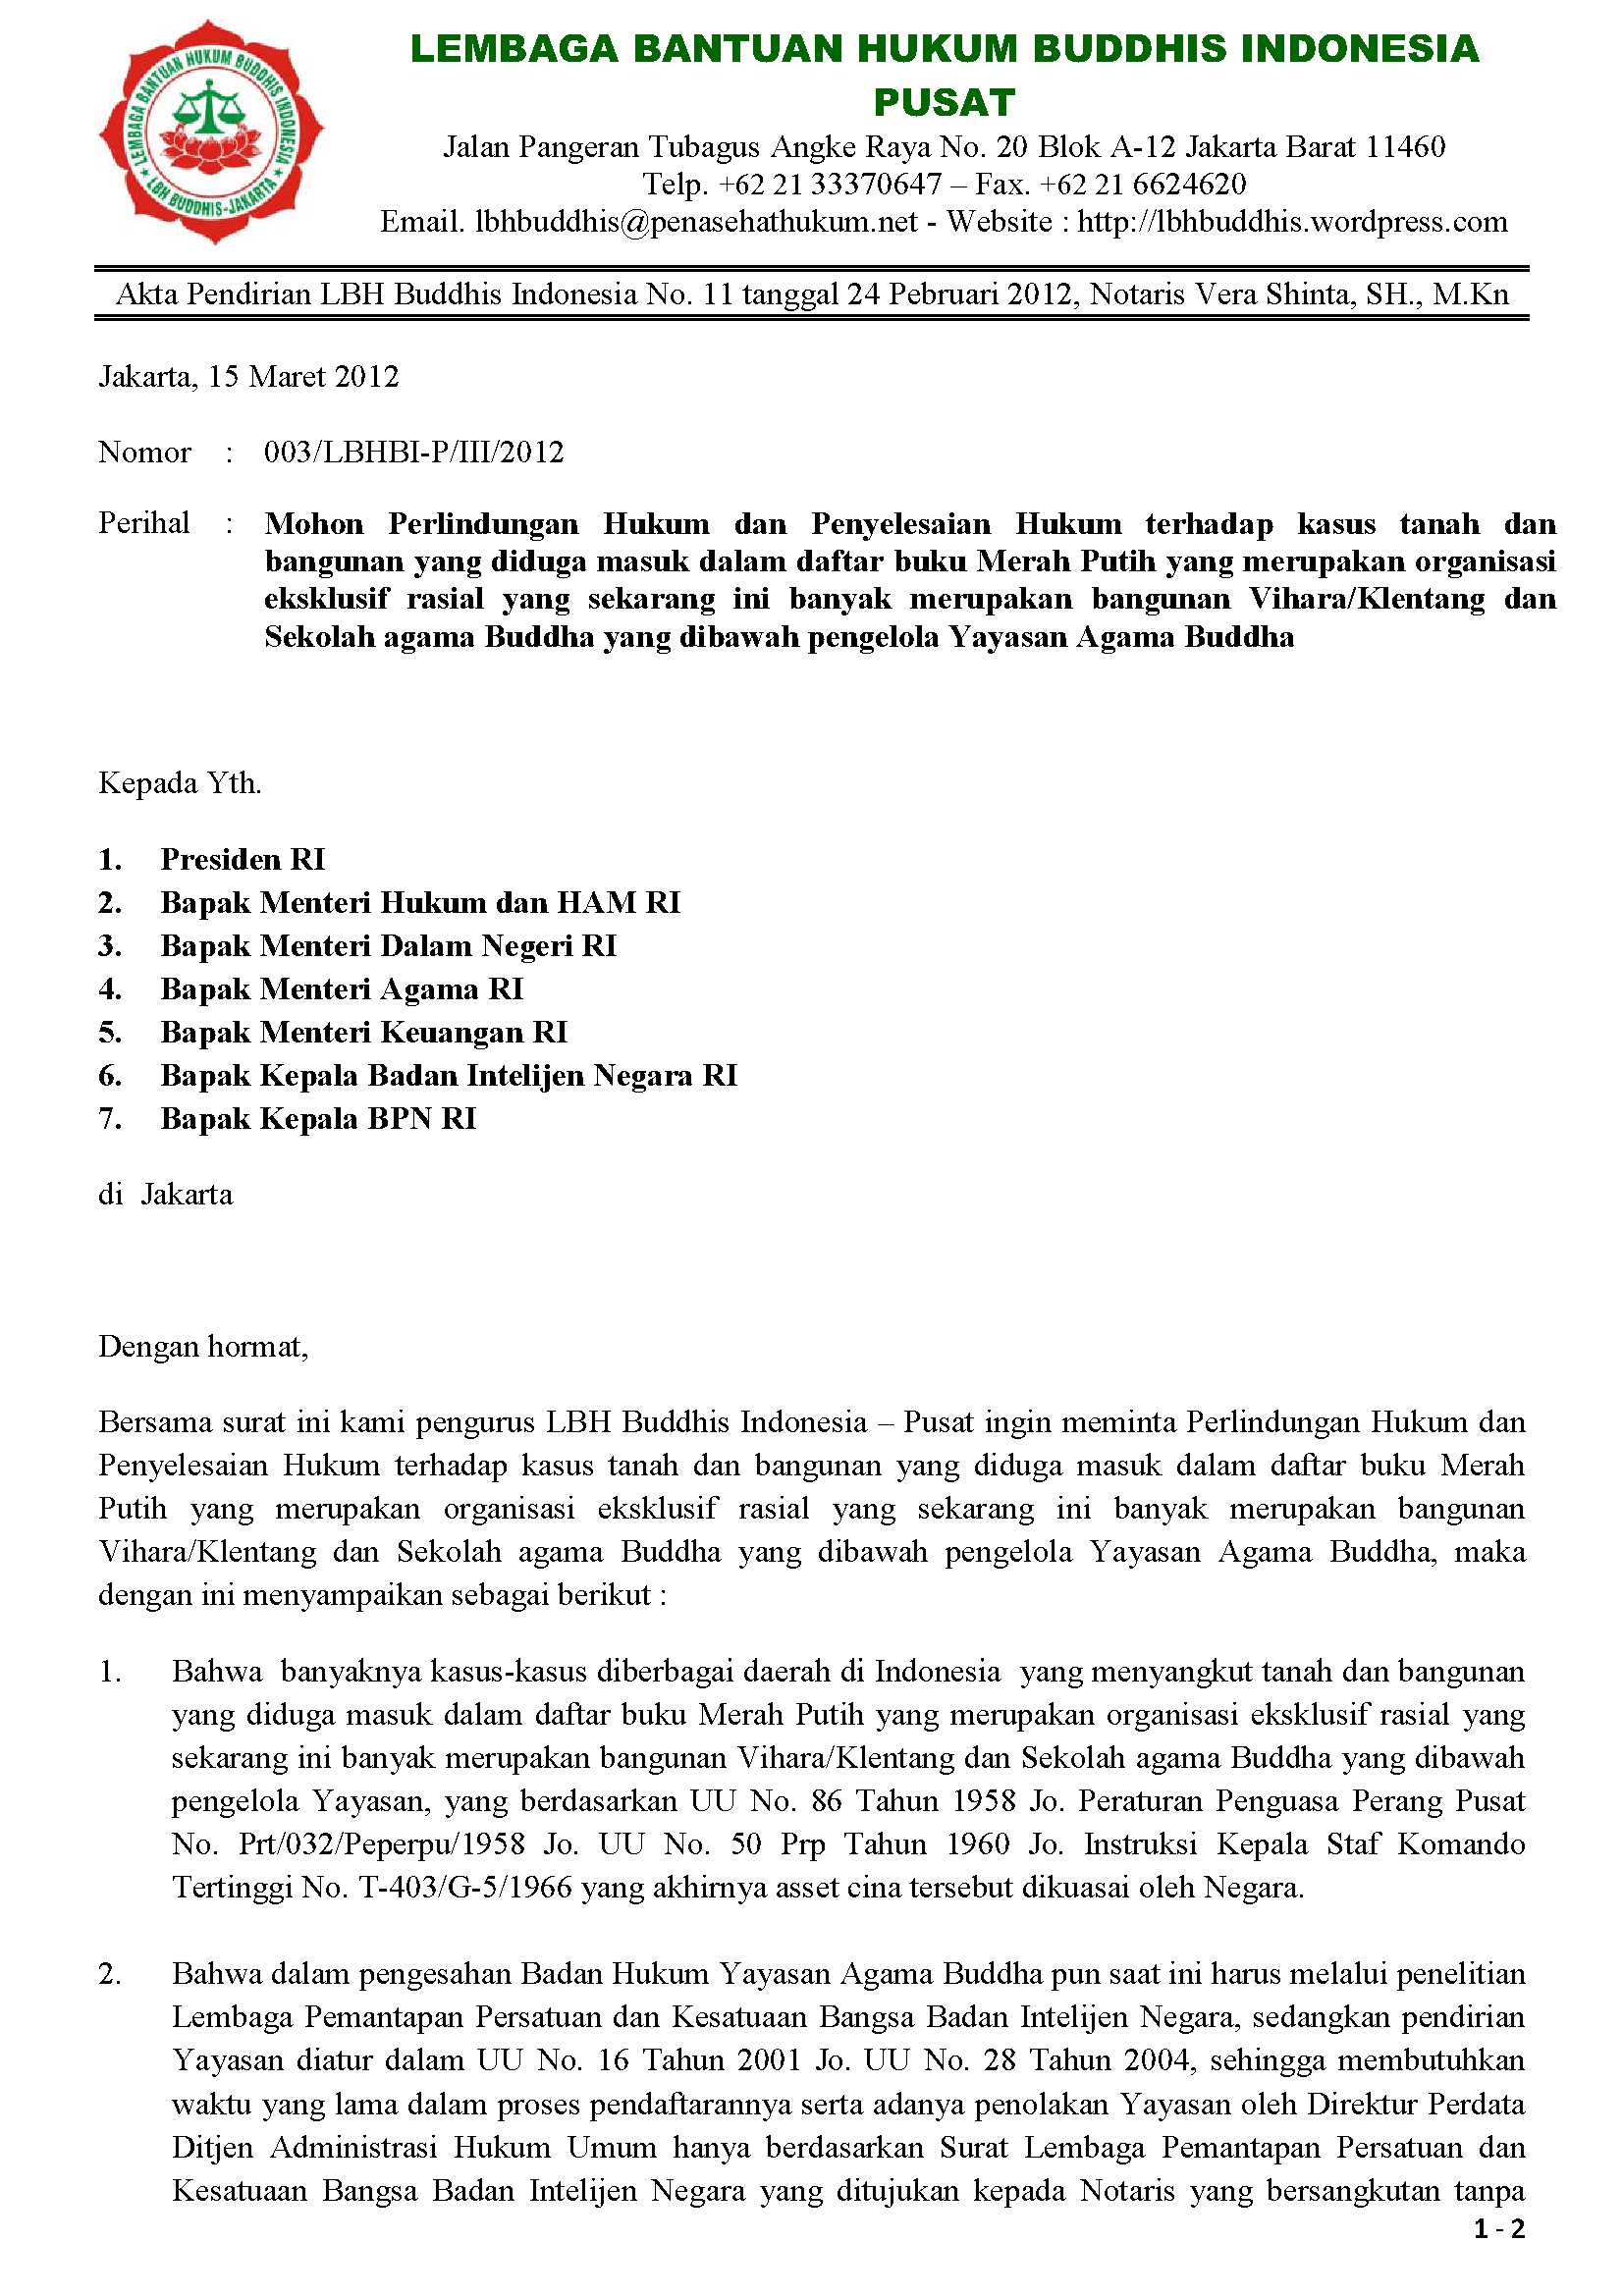 LEMBAGA BANTUAN HUKUM BUDDHIS INDONESIA
LBH BUDDHIS-JAKARTA
LEMBAGA BANTUAN HUKUM BUDDHIS INDONESIA
PUSAT
Jalan Pangeran Tubagus Angke Raya No. 20 Blok A-12 Jakarta Barat 11460
Telp. +62 21 33370647 – Fax. +62 21 6624620
Email. lbhbuddhis@penasehathukum.net - Website : http://lbhbuddhis.wordpress.com
Akta Pendirian LBH Buddhis Indonesia No. 11 tanggal 24 Pebruari 2012, Notaris Vera Shinta, SH., M.Kn
Jakarta, 15 Maret 2012
Nomor : 003/LBHBI-P/III/2012
Perihal : Mohon Perlindungan Hukum dan Penyelesaian Hukum terhadap kasus tanah dan
bangunan yang diduga masuk dalam daftar buku Merah Putih yang merupakan organisasi
eksklusif rasial yang sekarang ini banyak merupakan bangunan Vihara/Klentang dan
Sekolah agama Buddha yang dibawah pengelola Yayasan Agama Buddha
Kepada Yth.
1. Presiden RI
2. Bapak Menteri Hukum dan HAM RI
3. Bapak Menteri Dalam Negeri RI
4. Bapak Menteri Agama RI
5. Bapak Menteri Keuangan RI
6. Bapak Kepala Badan Intelijen Negara RI
7. Bapak Kepala BPN RI
di Jakarta
Dengan hormat,
Bersama surat ini kami pengurus LBH Buddhis Indonesia – Pusat ingin meminta Perlindungan Hukum dan
Penyelesaian Hukum terhadap kasus tanah dan bangunan yang diduga masuk dalam daftar buku Merah
Putih yang merupakan organisasi eksklusif rasial yang sekarang ini banyak merupakan bangunan
Vihara/Klentang dan Sekolah agama Buddha yang dibawah pengelola Yayasan Agama Buddha, maka
dengan ini menyampaikan sebagai berikut :
1. Bahwa banyaknya kasus-kasus diberbagai daerah di Indonesia yang menyangkut tanah dan bangunan
yang diduga masuk dalam daftar buku Merah Putih yang merupakan organisasi eksklusif rasial yang
sekarang ini banyak merupakan bangunan Vihara/Klentang dan Sekolah agama Buddha yang dibawah
pengelola Yayasan, yang berdasarkan UU No. 86 Tahun 1958 Jo. Peraturan Penguasa Perang Pusat
No. Prt/032/Peperpu/1958 Jo. UU No. 50 Prp Tahun 1960 Jo. Instruksi Kepala Staf Komando
Tertinggi No. T-403/G-5/1966 yang akhirnya asset cina tersebut dikuasai oleh Negara.
2. Bahwa dalam pengesahan Badan Hukum Yayasan Agama Buddha pun saat ini harus melalui penelitian
Lembaga Pemantapan Persatuan dan Kesatuaan Bangsa Badan Intelijen Negara, sedangkan pendirian
Yayasan diatur dalam UU No. 16 Tahun 2001 Jo. UU No. 28 Tahun 2004, sehingga membutuhkan
waktu yang lama dalam proses pendaftarannya serta adanya penolakan Yayasan oleh Direktur Perdata
Ditjen Administrasi Hukum Umum hanya berdasarkan Surat Lembaga Pemantapan Persatuan dan
Kesatuaan Bangsa Badan Intelijen Negara yang ditujukan kepada Notaris yang bersangkutan tanpa
1 - 2